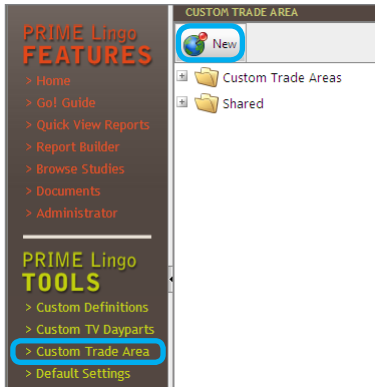 PRIME Lingo
FEATURES
> Home
> Go! Guide
> Quick View Reports
> Report Builder
> Browse Studies
> Documents
> Administrator
PRIME Lingo
TOOLS
> Custom Definitions
> Custom TV Dayparts
> Custom Trade Area
> Default Settings
CUSTOM TRADE AREA
New
Custom Trade Areas
Shared